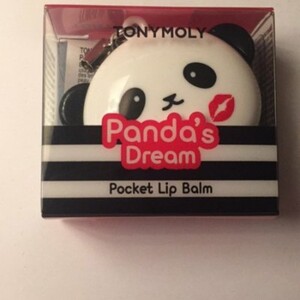 TONYMOLY
Panda's
Dream
Pocket Lip Balm